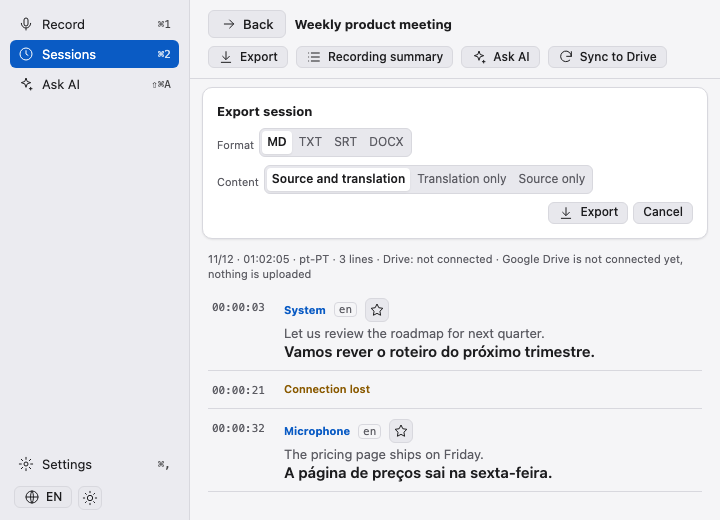 Record ⌘1
Sessions ⌘2
Ask AI ⇧⌘A
Settings ⌘,
EN
Back
Weekly product meeting
Export
Recording summary
Ask AI
Sync to Drive
Export session
Format MD TXT SRT DOCX
Content Source and translation Translation only Source only
Export Cancel
11/12 · 01:02:05 · pt-PT · 3 lines · Drive: not connected · Google Drive is not connected yet,
nothing is uploaded
00:00:03 System en
Let us review the roadmap for next quarter.
Vamos rever o roteiro do próximo trimestre.
00:00:21 Connection lost
00:00:32 Microphone en
The pricing page ships on Friday.
A página de preços sai na sexta-feira.